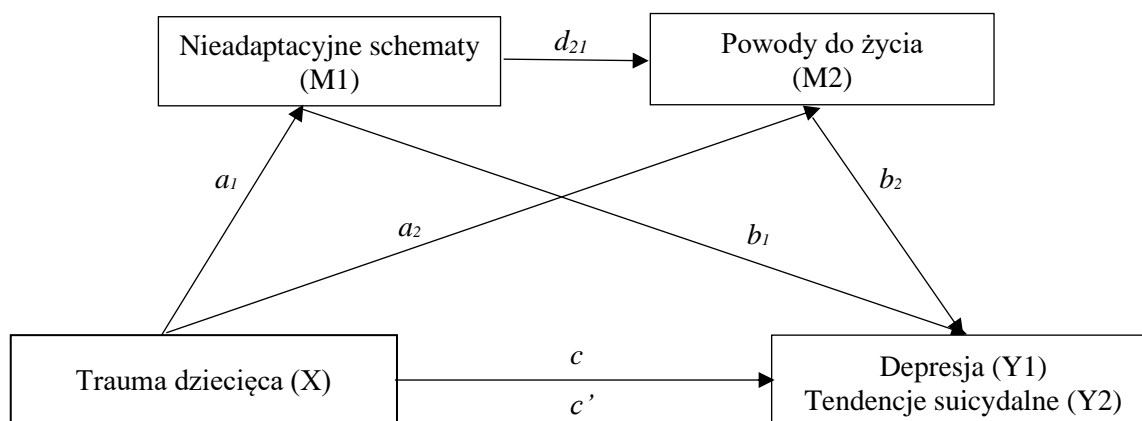 Nieadaptacyjne schematy
(M1)
d21
Powody do życia
(M2)
a1
a2
b1
b2
Trauma dziecięca (X)
c
c’
Depresja (Y1)
Tendencje suicydalne (Y2)